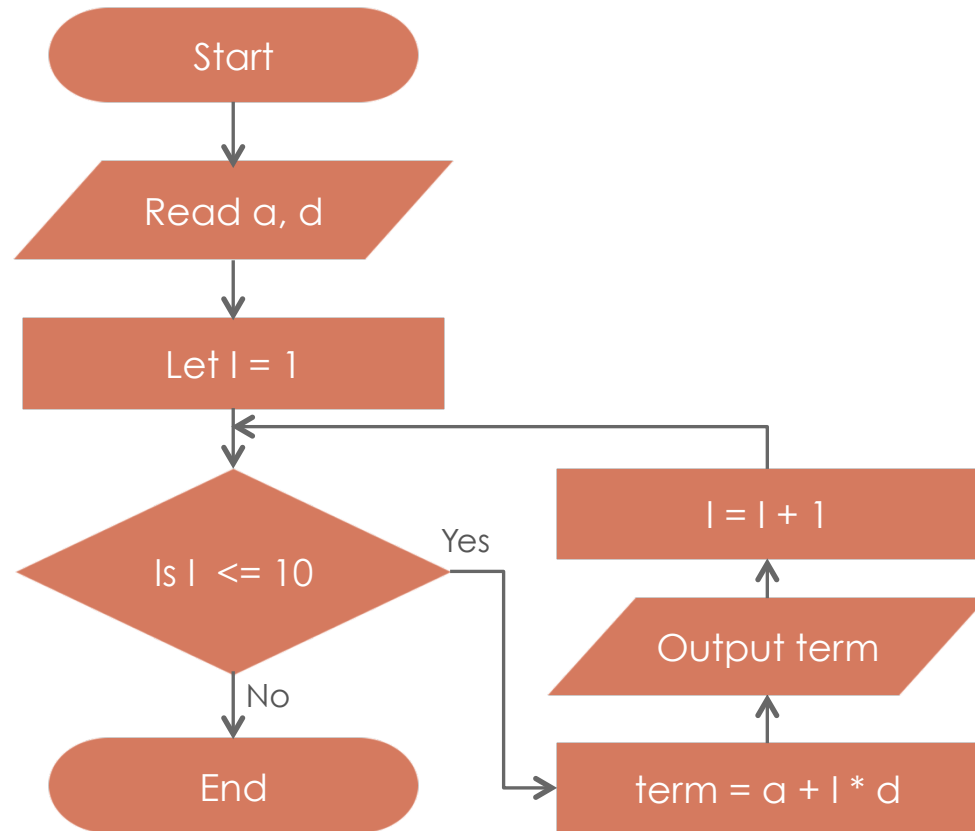 Start
Read a, d
Let I = 1
Is I <= 10
Yes
No
End
term = a + I * d
Output term
I = I + 1